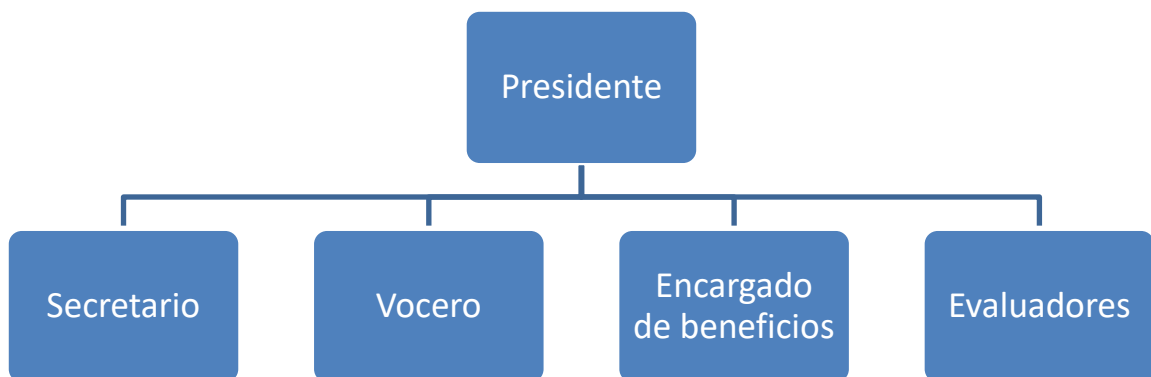 Presidente
Secretario
Vocero
Encargado
de beneficios
Evaluadores